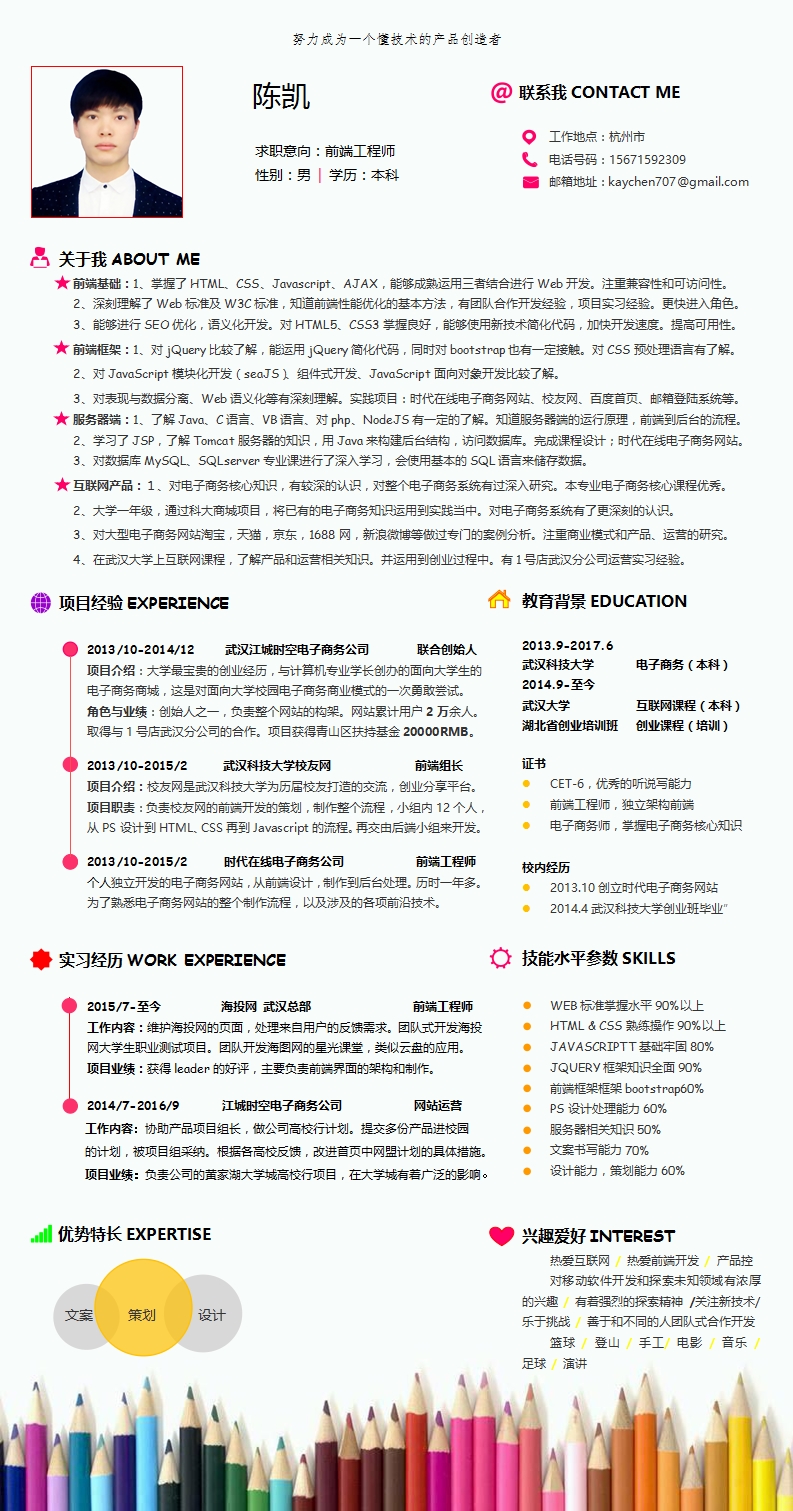 努力成为一个懂技术的产品创造者
陈凯
求职意向：前端工程师
性别：男 | 学历：本科
@ 联系我 CONTACT ME
工作地点：杭州市
电话号码：15671592309
邮箱地址：kaychen707@gmail.com
关于我 ABOUT ME
前端基础：1、掌握了 HTML、CSS、Javascript、AJAX，能够成熟运用三者结合进行 Web 开发。注重兼容性和可访问性。
2、深刻理解了 Web 标准及 W3C 标准，知道前端性能优化的基本方法，有团队合作开发经验，项目实习经验。更快进入角色。
3、能够进行 SEO 优化，语义化开发。对 HTML5、CSS3 掌握良好，能够使用新技术简化代码，加快开发速度。提高可用性。
前端框架：1、对 jQuery 比较了解，能运用 jQuery 简化代码，同时对 bootstrap 也有一定接触。对 CSS 预处理语言有了解。
2、对 JavaScript 模块化开发（seaJS）、组件式开发、JavaScript 面向对象开发比较了解。
3、对表现与数据分离、Web 语义化等有深刻理解。实践项目：时代在线电子商务网站、校友网、百度首页、邮箱登陆系统等。
服务器端：1、了解 Java、C 语言、VB 语言、对 php、NodeJS 有一定的了解。知道服务器端的运行原理，前端到后台的流程。
2、学习了 JSP，了解 Tomcat 服务器的知识，用 Java 来构建后台结构，访问数据库。完成课程设计；时代在线电子商务网站。
3、对数据库 MySQL、SQLserver 专业课进行了深入学习，会使用基本的 SQL 语言来储存数据。
互联网产品：1、对电子商务核心知识，有较深的认识，对整个电子商务系统有过深入研究。本专业电子商务核心课程优秀。
2、大学一年级，通过科大商城项目，将已有的电子商务知识运用到实践当中。对电子商务系统有了更深刻的认识。
3、对大型电子商务网站淘宝，天猫，京东，1688 网，新浪微博等做过专门的案例分析。注重商业模式和产品、运营的研究。
4、在武汉大学上互联网课程，了解产品和运营相关知识。并运用到创业过程中。有 1 号店武汉分公司运营实习经验。
项目经验 EXPERIENCE
2013/10-2014/12 武汉江城时空电子商务公司 联合创始人
项目介绍：大学最宝贵的创业经历，与计算机专业学长创办的面向大学生的
电子商务商城，这是对面向大学校园电子商务商业模式的一次勇敢尝试。
角色与业绩：创始人之一，负责整个网站的构架。网站累计用户 2 万余人。
取得与 1 号店武汉分公司的合作。项目获得青山区扶持基金 20000RMB。
2013/10-2015/2 武汉科技大学校友网 前端组长
项目介绍：校友网是武汉科技大学为历届校友打造的交流，创业分享平台。
项目职责：负责校友网的前端开发的策划，制作整个流程，小组内 12 个人，
从 PS 设计到 HTML、CSS 再到 Javascript 的流程。再交由后端小组来开发。
2013/10-2015/2 时代在线电子商务公司 前端工程师
个人独立开发的电子商务网站，从前端设计，制作到后台处理。历时一年多。
为了熟悉电子商务网站的整个制作流程，以及涉及的各项前沿技术。
教育背景 EDUCATION
2013.9-2017.6
武汉科技大学 电子商务（本科）
2014.9-至今
武汉大学 互联网课程（本科）
湖北省创业培训班 创业课程（培训）
证书
CET-6，优秀的听说写能力
前端工程师，独立架构前端
电子商务师，掌握电子商务核心知识
校内经历
2013.10 创立时代电子商务网站
2014.4 武汉科技大学创业班毕业”
实习经历 WORK EXPERIENCE
2015/7-至今 海投网 武汉总部 前端工程师
工作内容：维护海投网的页面，处理来自用户的反馈需求。团队式开发海投
网大学生职业测试项目。团队开发海图网的星光课堂，类似云盘的应用。
项目业绩：获得 leader 的好评，主要负责前端界面的架构和制作。
2014/7-2016/9 江城时空电子商务公司 网站运营
工作内容：协助产品项目组长，做公司高校行计划。提交多份产品进校园
的计划，被项目组采纳。根据各高校反馈，改进首页中网盟计划的具体措施。
项目业绩：负责公司的黄家湖大学城高校行项目，在大学城有着广泛的影响。
技能水平参数 SKILLS
WEB 标准掌握水平 90%以上
HTML & CSS 熟练操作 90%以上
JAVASCRIPTT 基础牢固 80%
JQUERY 框架知识全面 90%
前端框架框架 bootstrap60%
PS 设计处理能力 60%
服务器相关知识 50%
文案书写能力 70%
设计能力，策划能力 60%
优势特长 EXPERTISE
文案 策划 设计
兴趣爱好 INTEREST
热爱互联网 / 热爱前端开发 / 产品控
对移动软件开发和探索未知领域有浓厚
的兴趣 / 有着强烈的探索精神 /关注新技术/
乐于挑战 / 善于和不同的人团队式合作开发
篮球 / 登山 / 手工/ 电影 / 音乐 /
足球 / 演讲